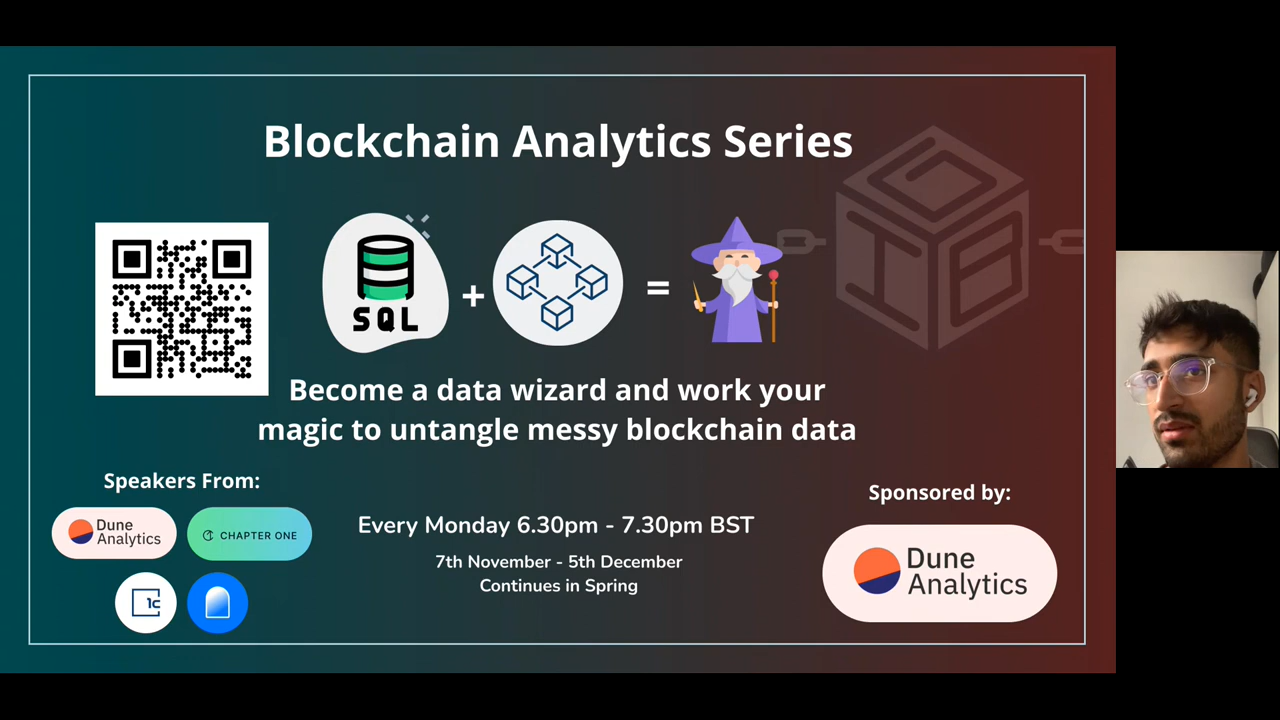 Blockchain Analytics Series
SQL
+
=
Become a data wizard and work your
magic to untangle messy blockchain data
Speakers From:
Dune
Analytics
CHAPTER ONE
1c
Every Monday 6.30pm - 7.30pm BST
7th November - 5th December
Continues in Spring
Sponsored by:
Dune
Analytics